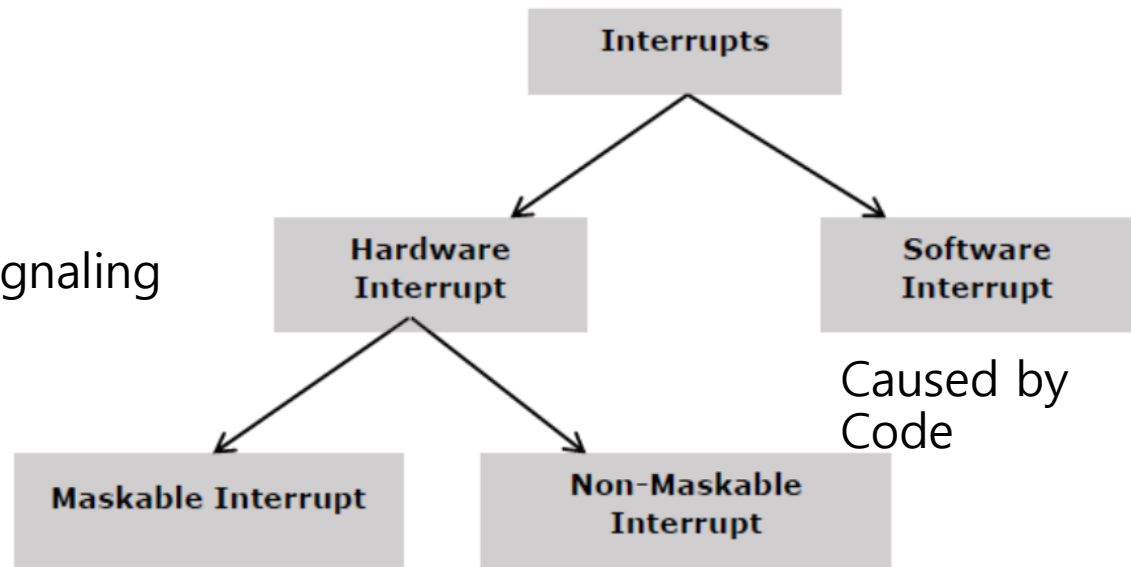 Interrupts
gnaling
Hardware
Interrupt
Software
Interrupt
Caused by
Code
Maskable Interrupt
Non-Maskable
Interrupt